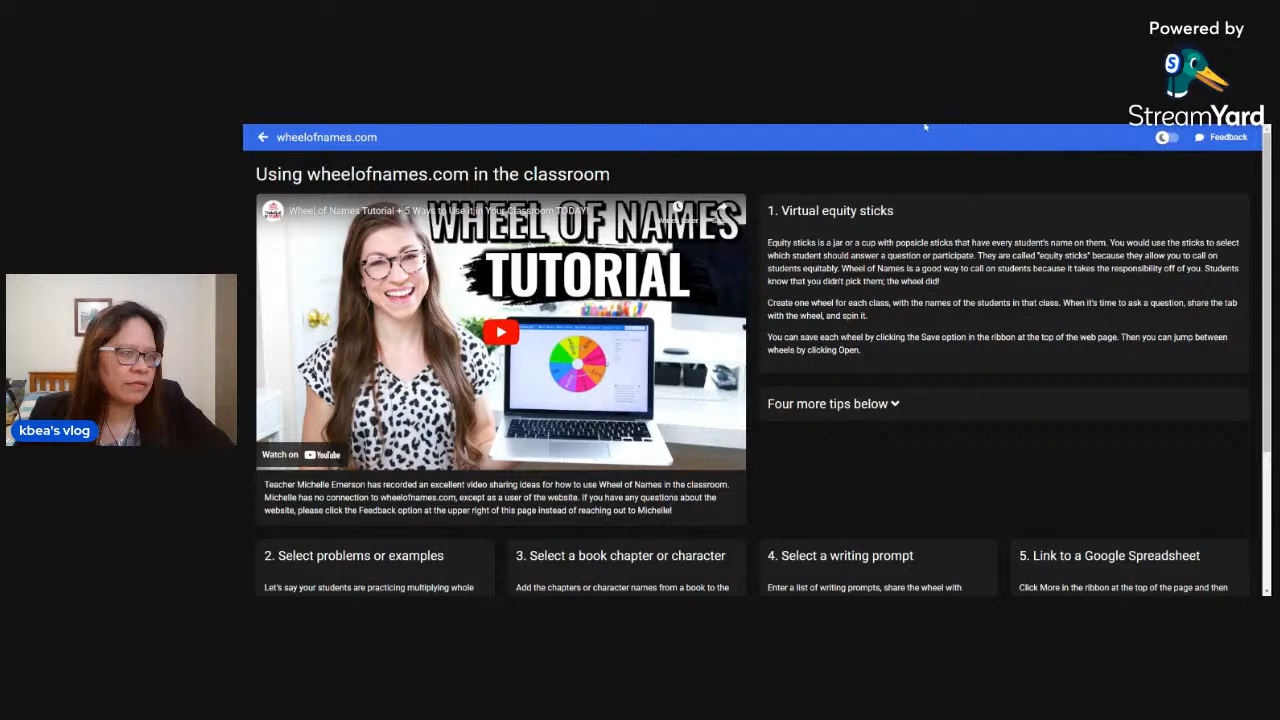 Powered by
StreamYard
wheelofnames.com
Feedback
Using wheelofnames.com in the classroom
Wheel of Names Tutorial + 5 Ways to Use it in Your Classroom TODAY!
WHEEL OF NAMES
TUTORIAL
Watch on YouTube
Teacher Michelle Emerson has recorded an excellent video sharing ideas for how to use Wheel of Names in the classroom.
Michelle has no connection to wheelofnames.com, except as a user of the website. If you have any questions about the
website, please click the Feedback option at the upper right of this page instead of reaching out to Michelle!
1. Virtual equity sticks
Equity sticks is a jar or a cup with popsicle sticks that have every student's name on them. You would use the sticks to select
which student should answer a question or participate. They are called "equity sticks" because they allow you to call on
students equitably. Wheel of Names is a good way to call on students because it takes the responsibility off of you. Students
know that you didn't pick them; the wheel did!
Create one wheel for each class, with the names of the students in that class. When it's time to ask a question, share the tab
with the wheel, and spin it.
You can save each wheel by clicking the Save option in the ribbon at the top of the web page. Then you can jump between
wheels by clicking Open.
Four more tips below
kbea's vlog
2. Select problems or examples
Let's say your students are practicing multiplying whole
3. Select a book chapter or character
Add the chapters or character names from a book to the
4. Select a writing prompt
Enter a list of writing prompts, share the wheel with
5. Link to a Google Spreadsheet
Click More in the ribbon at the top of the page and then